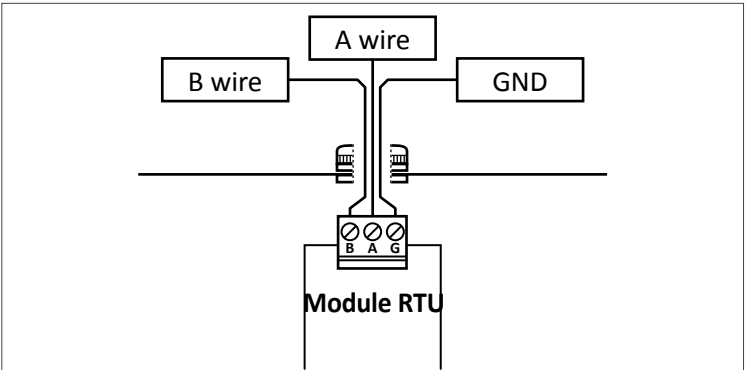 A wire
B wire
GND
B A G
Module RTU